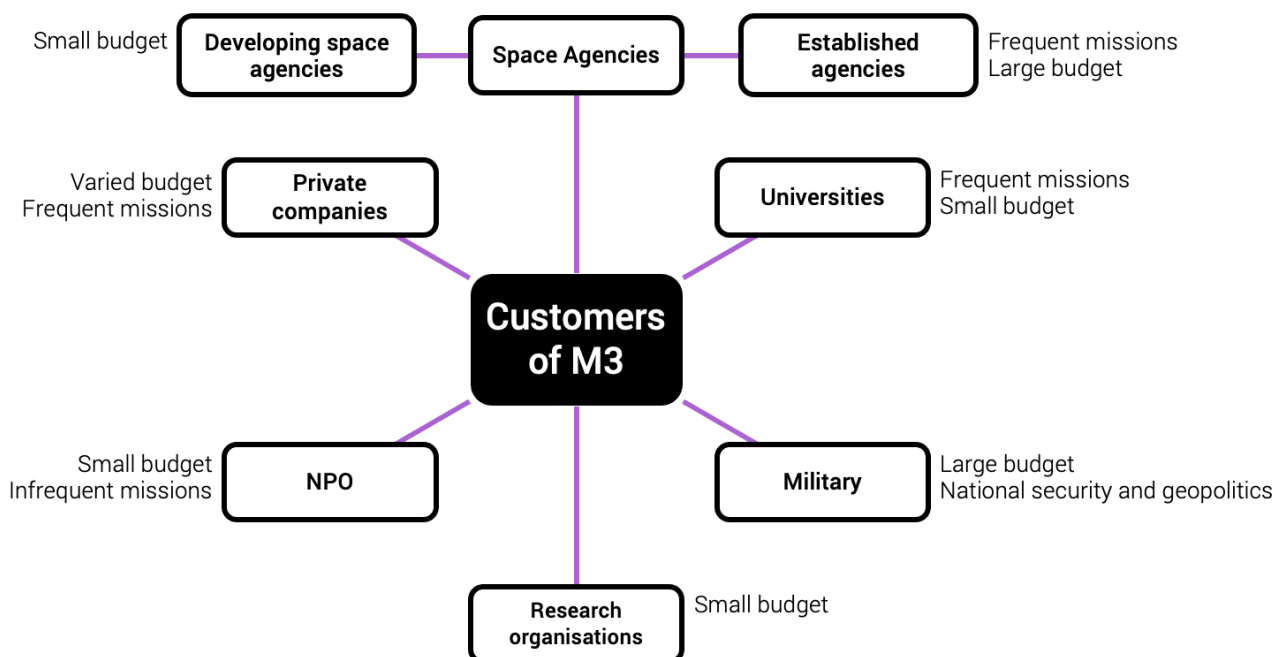 Small budget
Developing space
agencies
Space Agencies
Established
agencies
Frequent missions
Large budget
Varied budget
Frequent missions
Private
companies
Universities
Frequent missions
Small budget
Customers
of M3
Small budget
Infrequent missions
NPO
Military
Large budget
National security and geopolitics
Research
organisations
Small budget